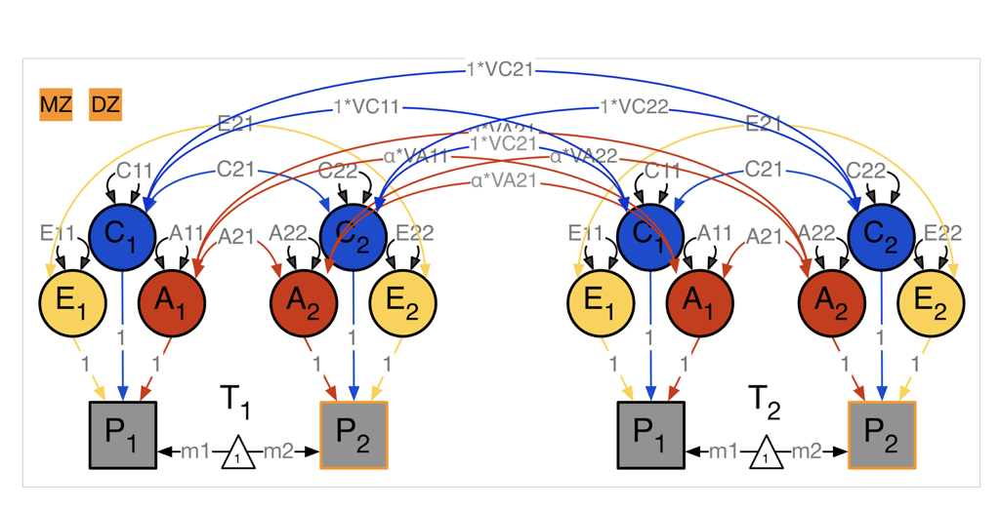 1*VC21
MZ DZ
1*VC11 1*VC22
E21 E21
α*VA21
1*VC21
α*VA11 α*VA22
C11 C21 C22 C11 C21 C22
α*VA21
E11 C1 A11 A21 A22 C2 E22 E11 C1 A11 A21 A22 C2 E22
E1 A1 A2 E2 E1 A1 A2 E2
1 1 1 1
1 1 1 1 1 1 1 1
T1 T2
P1 P2 P1 P2
m1 1 m2 m1 1 m2